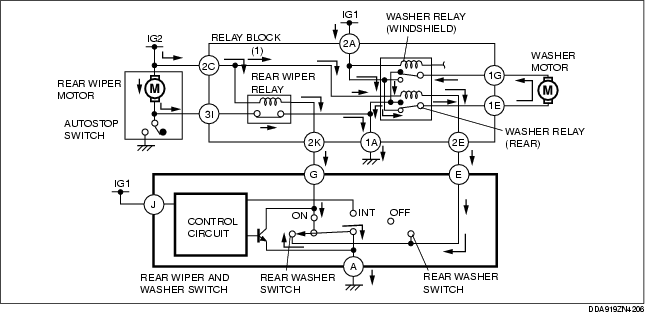 IG2
RELAY BLOCK
(1)
IG1
WASHER RELAY
(WINDSHIELD)
2A
2C
WASHER
MOTOR
1G
M
REAR WIPER
MOTOR
M
REAR WIPER
RELAY
1E
AUTOSTOP
SWITCH
3I
WASHER RELAY
(REAR)
2K
1A
2E
G
E
IG1
J
CONTROL
CIRCUIT
ON
INT
OFF
A
REAR WIPER AND
WASHER SWITCH
REAR WASHER
SWITCH
REAR WASHER
SWITCH
DDA919ZN4206